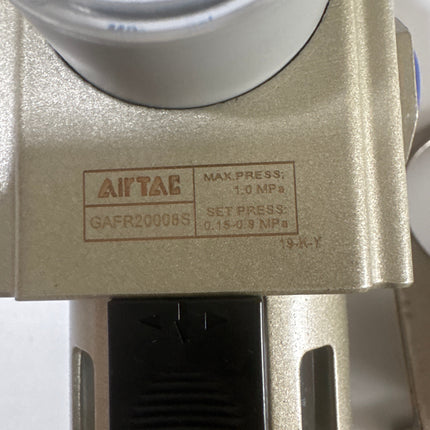 AirTAC
GAFR20008S
MAX.PRESS:
1.0 MPa
SET PRESS:
0.15-0.9 MPa
19-K-Y